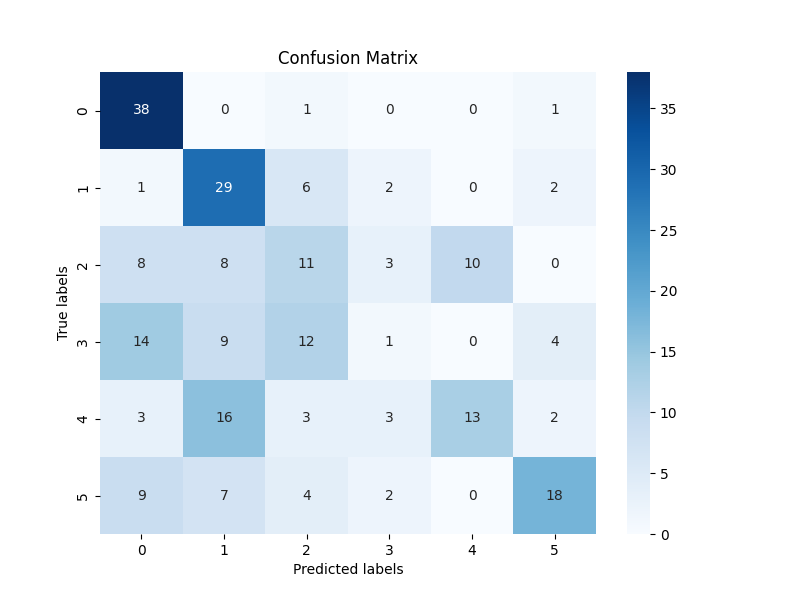 Confusion Matrix
0 38 0 1 0 0 1
1 1 29 6 2 0 2
2 8 8 11 3 10 0
3 14 9 12 1 0 4
4 3 16 3 3 13 2
5 9 7 4 2 0 18
0 1 2 3 4 5
True labels
Predicted labels
35
30
25
20
15
10
5
0